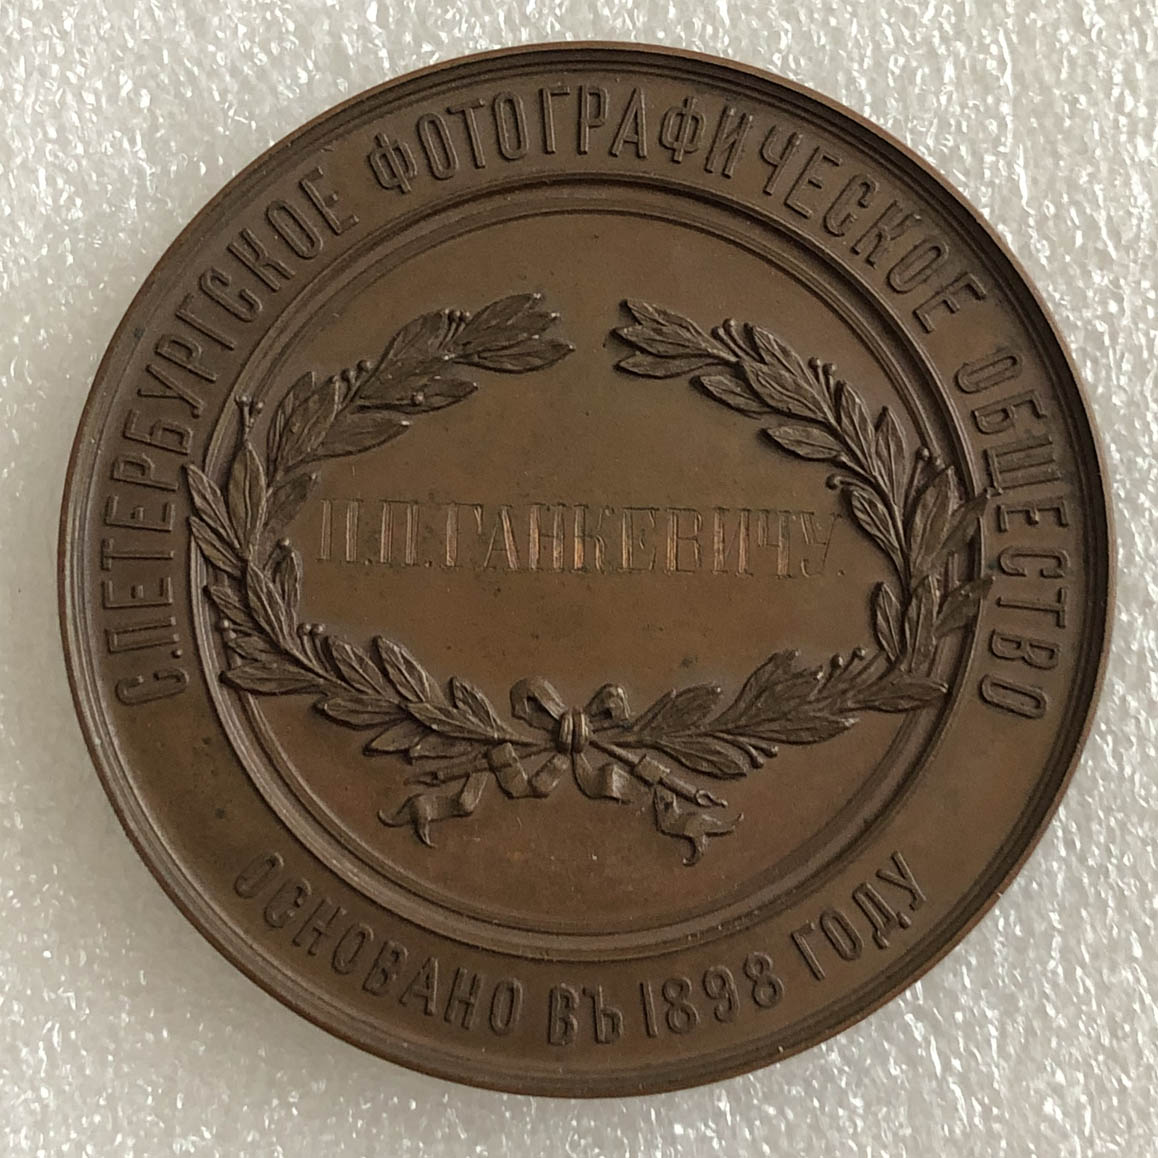 С.ПЕТЕРБУРГСКОЕ ФОТОГРАФИЧЕСКОЕ ОБЩЕСТВО
П.П.ГАНКЕВИЧУ.
ОСНОВАНО ВЪ 1898 ГОДУ